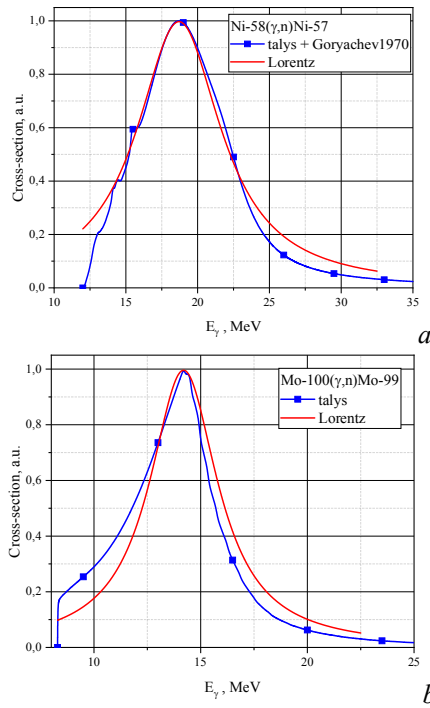 Ni-58(γ,n)Ni-57
talys + Goryachev1970
Lorentz
Cross-section, a.u.
1,0
0,8
0,6
0,4
0,2
0,0
10 15 20 25 30 35
E_γ , MeV
a
Mo-100(γ,n)Mo-99
talys
Lorentz
Cross-section, a.u.
1,0
0,8
0,6
0,4
0,2
0,0
10 15 20 25
E_γ , MeV
b